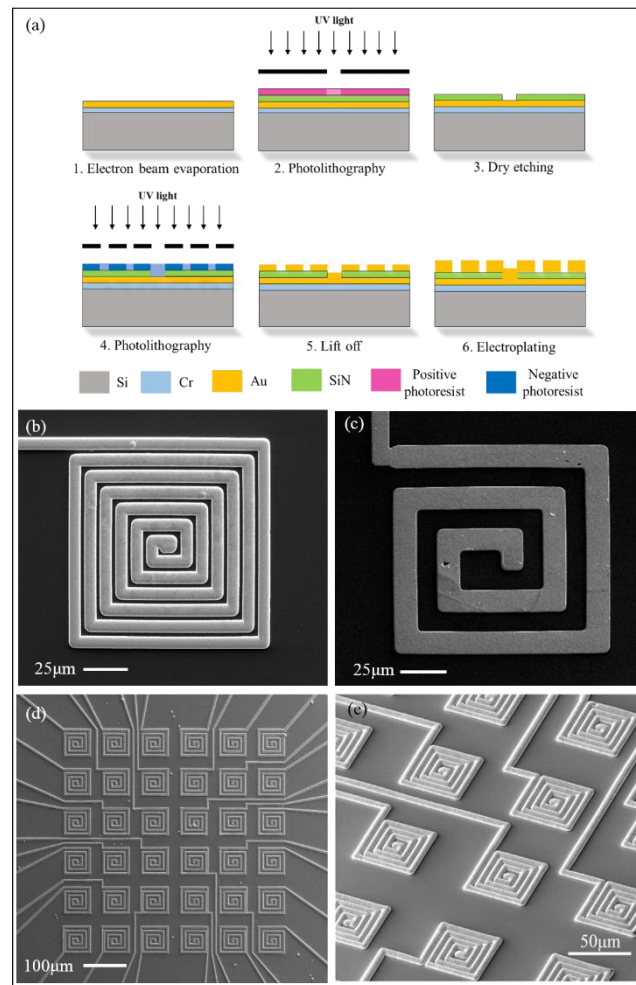 (a)
UV light
1. Electron beam evaporation
2. Photolithography
3. Dry etching
UV light
4. Photolithography
5. Lift off
6. Electroplating
Si
Cr
Au
SiN
Positive
photoresist
Negative
photoresist
(b)
25μm
(c)
25μm
(d)
100μm
(e)
50μm